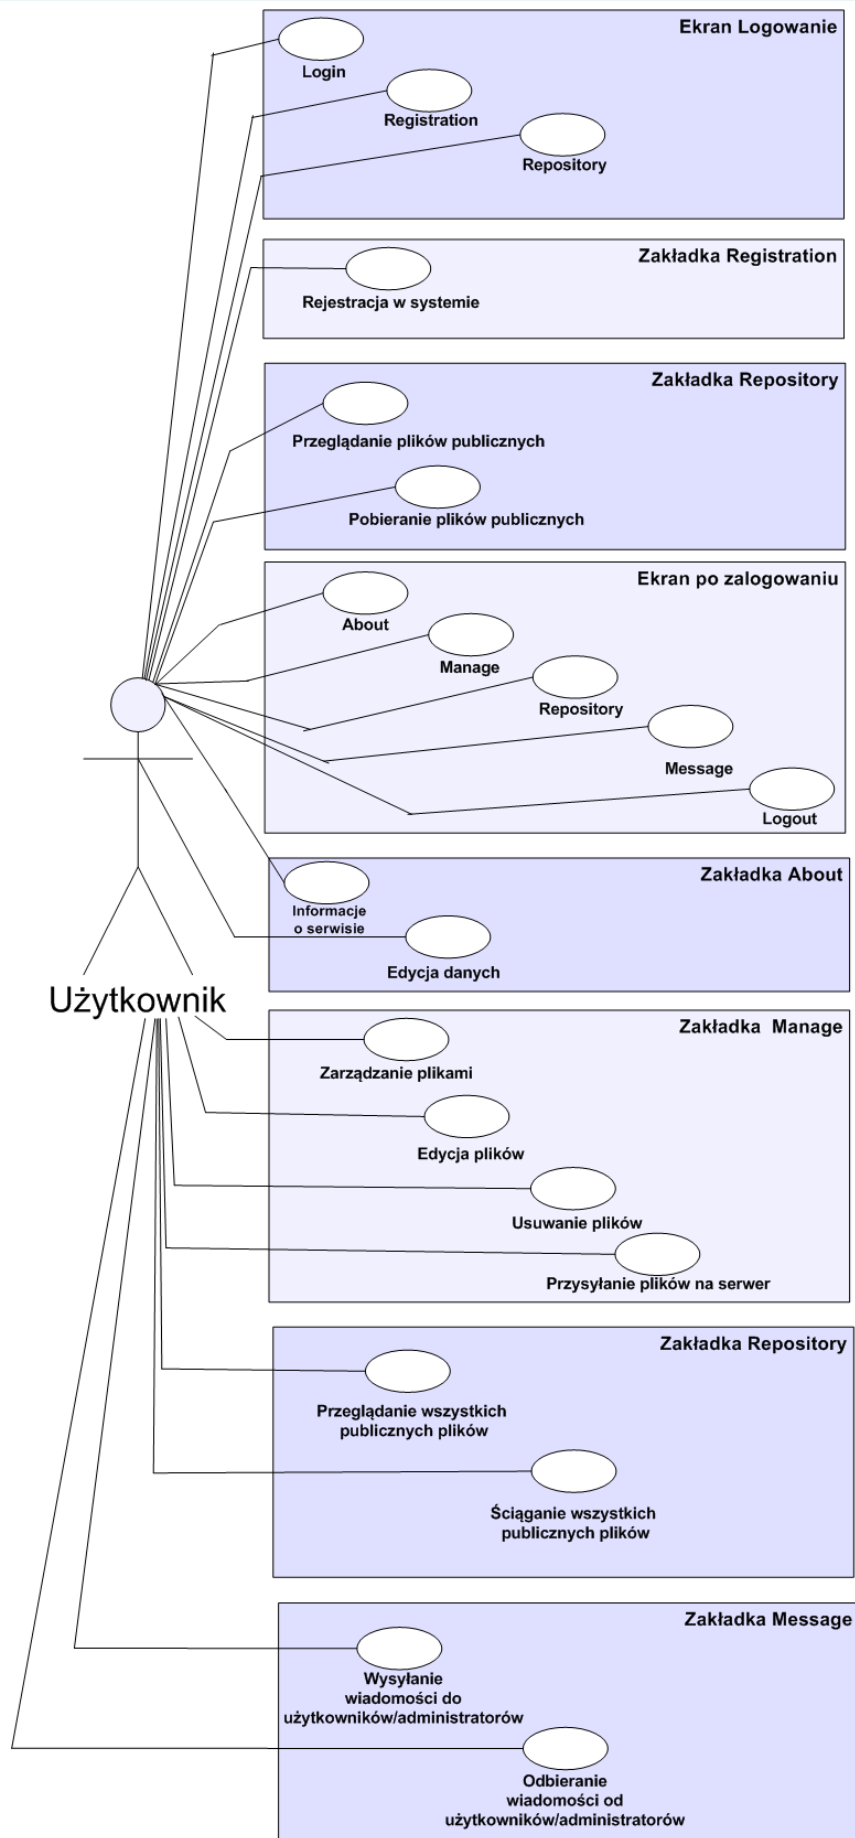 Ekran Logowanie
Login
Registration
Repository
Zakładka Registration
Rejestracja w systemie
Zakładka Repository
Przeglądanie plików publicznych
Pobieranie plików publicznych
Ekran po zalogowaniu
About
Manage
Repository
Message
Logout
Zakładka About
Informacje
o serwisie
Edycja danych
Użytkownik
Zakładka  Manage
Zarządzanie plikami
Edycja plików
Usuwanie plików
Przysyłanie plików na serwer
Zakładka Repository
Przeglądanie wszystkich
publicznych plików
Ściąganie wszystkich
publicznych plików
Zakładka Message
Wysyłanie
wiadomości do
użytkowników/administratorów
Odbieranie
wiadomości od
użytkowników/administratorów